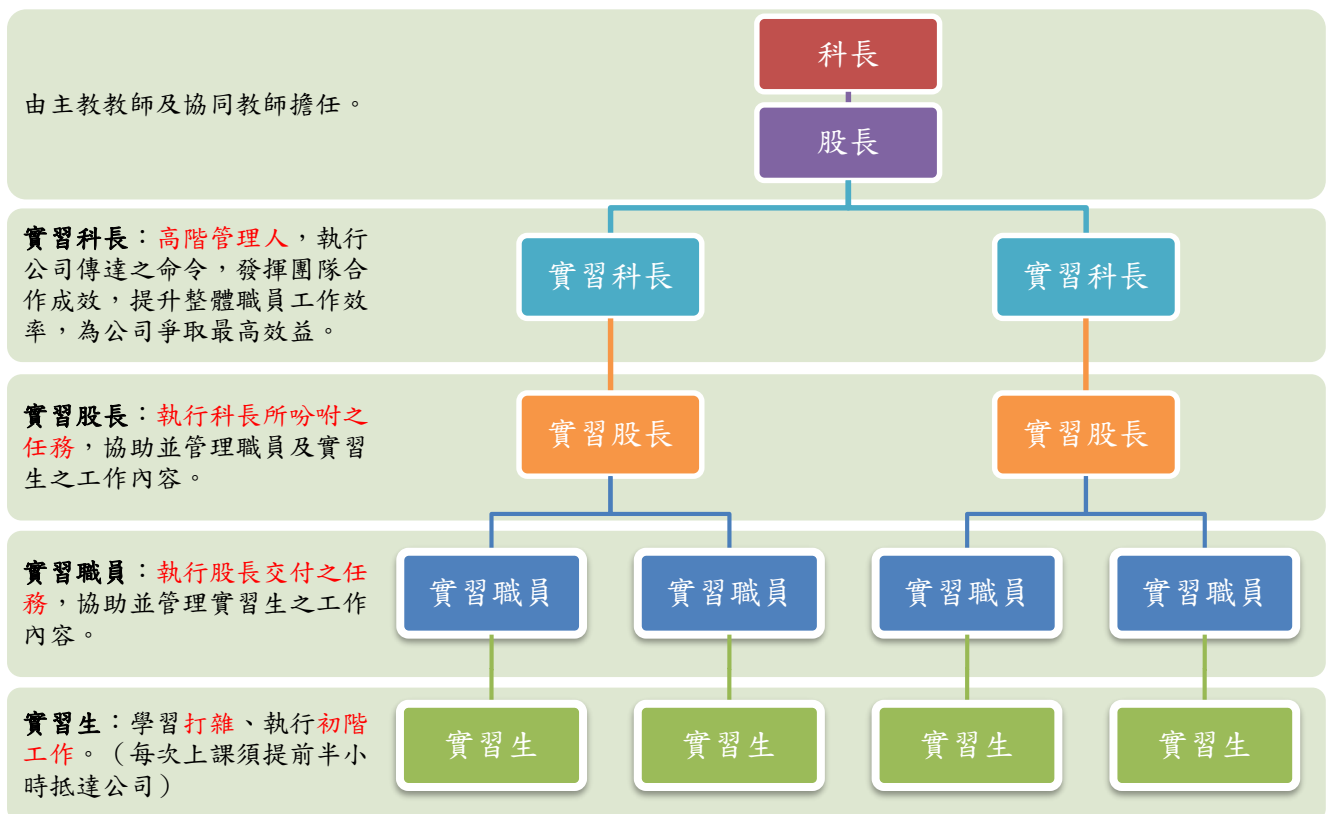 科長
由主教教師及協同教師擔任。
股長
實習科長：高階管理人，執行
公司傳達之命令，發揮團隊合
作成效，提升整體職員工作效
率，為公司爭取最高效益。
實習科長
實習科長
實習股長：執行科長所吩咐之
任務，協助並管理職員及實習
生之工作內容。
實習股長
實習股長
實習職員：執行股長交付之任
務，協助並管理實習生之工作
內容。
實習職員
實習職員
實習職員
實習職員
實習生：學習打雜、執行初階
工作。（每次上課須提前半小
時抵達公司）
實習生
實習生
實習生
實習生